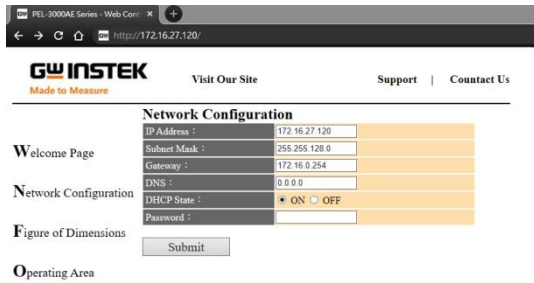 PEL-3000AE Series - Web Cont
http://172.16.27.120/
GW INSTEK
Made to Measure
Visit Our Site
Support | Countact Us
Network Configuration
IP Address : 172.16.27.120
Subnet Mask : 255.255.128.0
Gateway : 172.16.0.254
DNS : 0.0.0.0
DHCP State : ON OFF
Password :
Submit
Welcome Page
Network Configuration
Figure of Dimensions
Operating Area